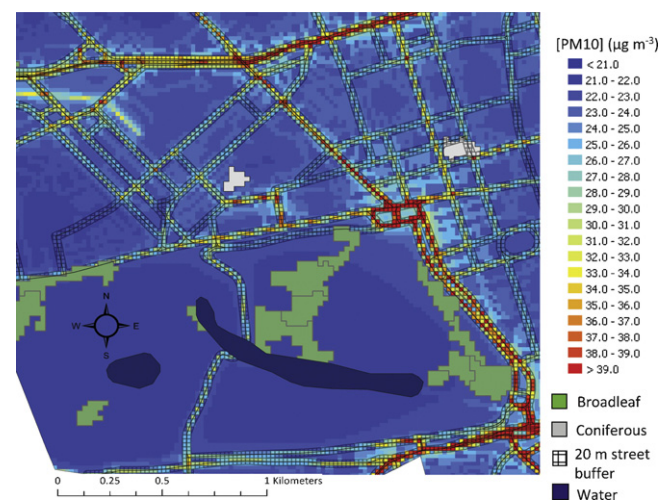 [PM10] (µg m⁻³)
< 21.0
21.0 - 22.0
22.0 - 23.0
23.0 - 24.0
24.0 - 25.0
25.0 - 26.0
26.0 - 27.0
27.0 - 28.0
28.0 - 29.0
29.0 - 30.0
30.0 - 31.0
31.0 - 32.0
32.0 - 33.0
33.0 - 34.0
34.0 - 35.0
35.0 - 36.0
36.0 - 37.0
37.0 - 38.0
38.0 - 39.0
> 39.0
N
W E
S
Broadleaf
Coniferous
20 m street
buffer
Water
0 0.25 0.5 1 Kilometers